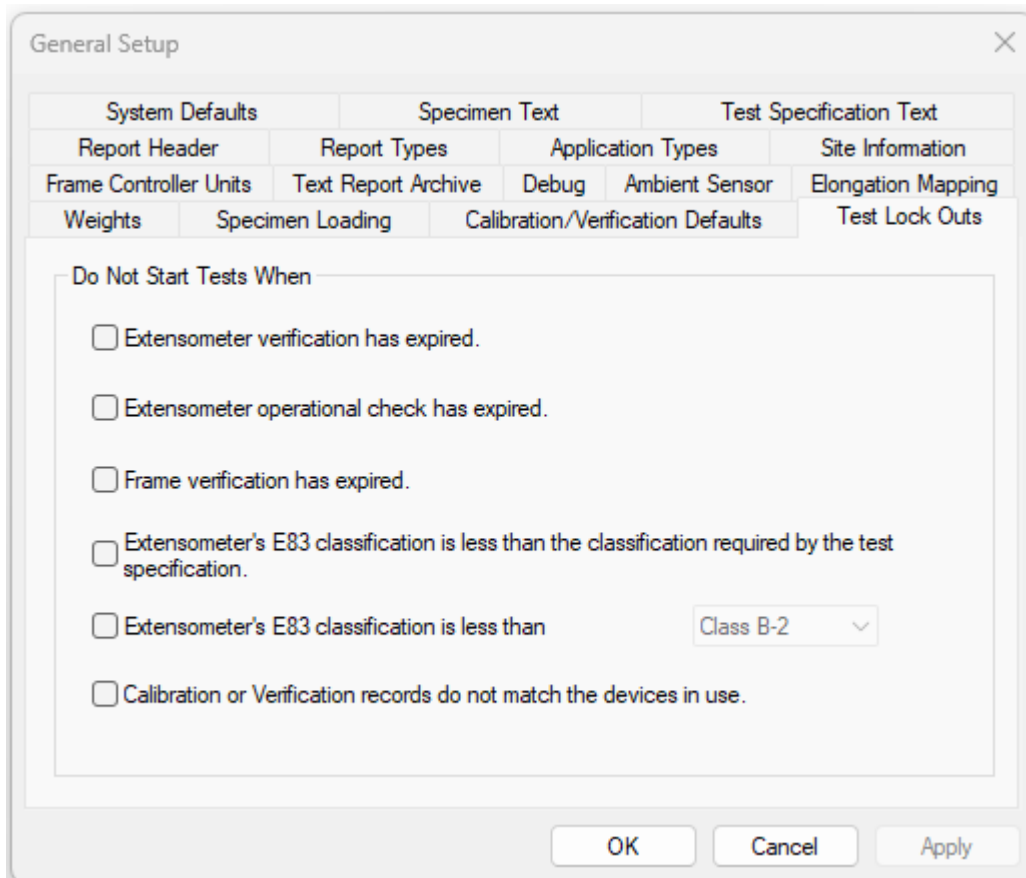 General Setup
System Defaults
Specimen Text
Test Specification Text
Report Header
Report Types
Application Types
Site Information
Frame Controller Units
Text Report Archive
Debug
Ambient Sensor
Elongation Mapping
Weights
Specimen Loading
Calibration/Verification Defaults
Test Lock Outs
Do Not Start Tests When
Extensometer verification has expired.
Extensometer operational check has expired.
Frame verification has expired.
Extensometer's E83 classification is less than the classification required by the test
specification.
Extensometer's E83 classification is less than
Class B-2
Calibration or Verification records do not match the devices in use.
OK
Cancel
Apply